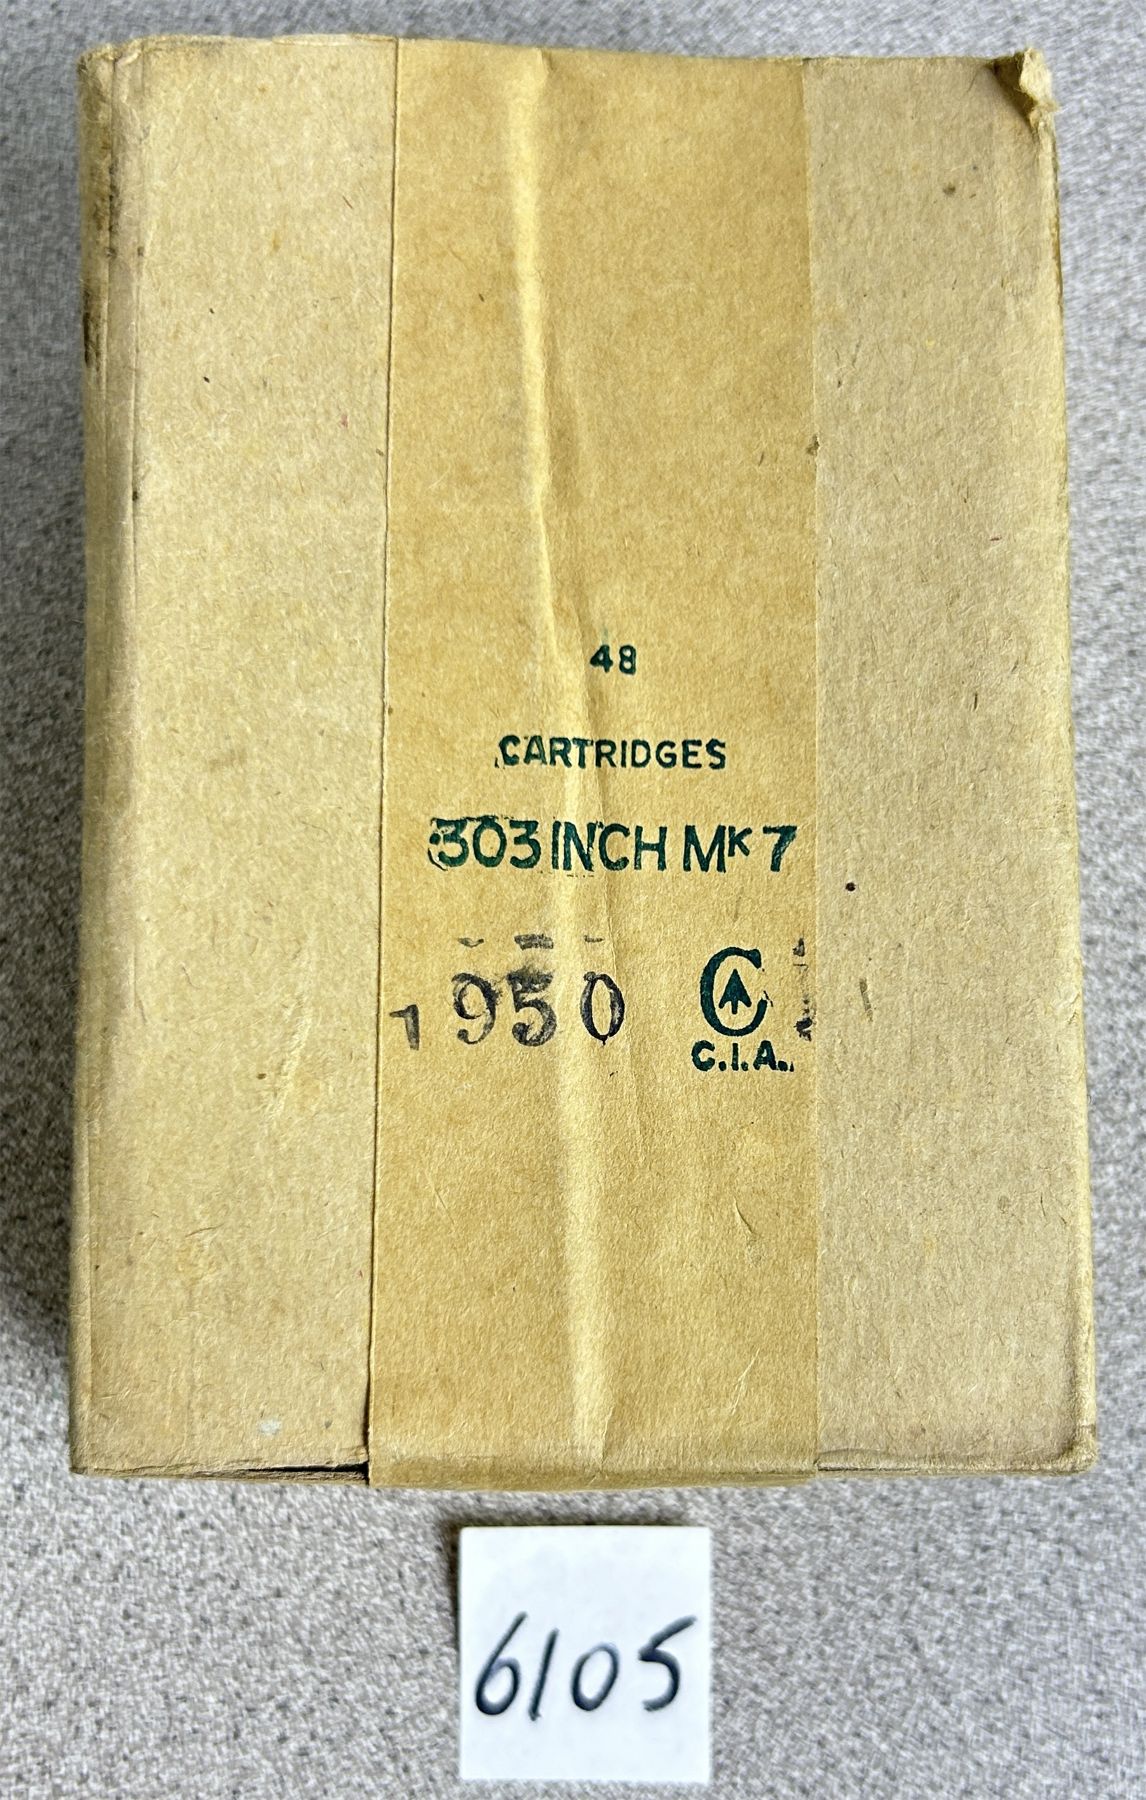 48
CARTRIDGES
.303 INCH MK 7
1950
C
C.I.A.
6105